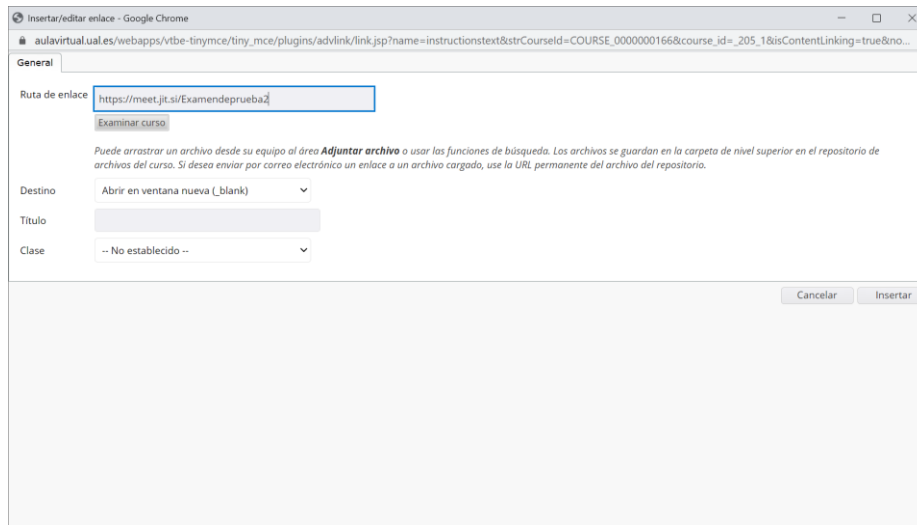 Insertar/editar enlace - Google Chrome
aulavirtual.ual.es/webapps/vtbe-tinymce/tiny_mce/plugins/advlink/link.jsp?name=instructionstext&strCourseId=COURSE_0000000166&course_id=_205_1&isContentLinking=true&no...
General
Ruta de enlace https://meet.jit.si/Examendeprueba2
Examinar curso
Puede arrastrar un archivo desde su equipo al área Adjuntar archivo o usar las funciones de búsqueda. Los archivos se guardan en la carpeta de nivel superior en el repositorio de
archivos del curso. Si desea enviar por correo electrónico un enlace a un archivo cargado, use la URL permanente del archivo del repositorio.
Destino Abrir en ventana nueva (_blank)
Título
Clase -- No establecido --
Cancelar Insertar